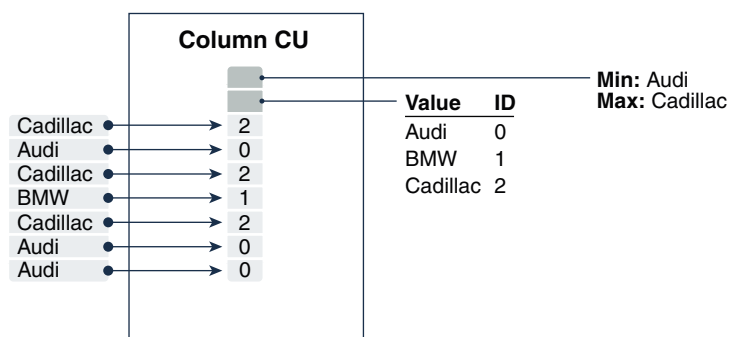 Column CU
Min: Audi
Max: Cadillac
Value ID
Audi 0
BMW 1
Cadillac 2
Cadillac 2
Audi 0
Cadillac 2
BMW 1
Cadillac 2
Audi 0
Audi 0